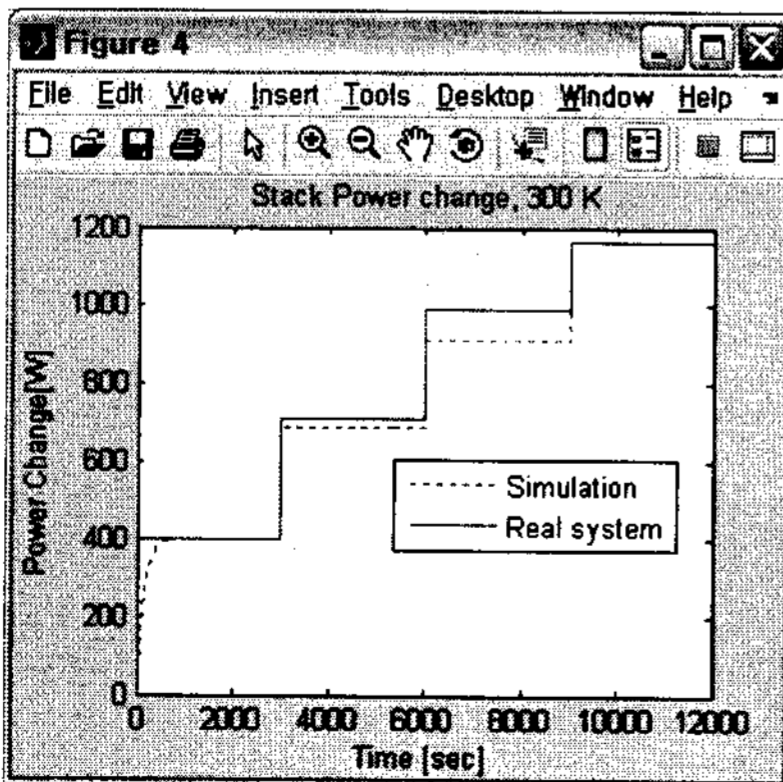 Figure 4
File Edit View Insert Tools Desktop Window Help
Stack Power change, 300 K
1200
1000
800
600
400
200
0
Power Change[W]
Simulation
Real system
0 2000 4000 6000 8000 10000 12000
Time [sec]